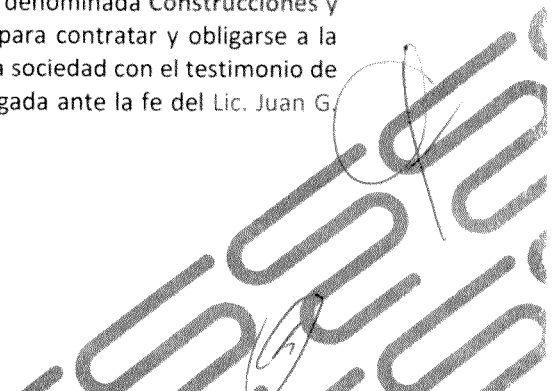 denominada Construcciones y
para contratar y obligarse a la
sociedad con el testimonio de
gada ante la fe del Lic. Juan G.